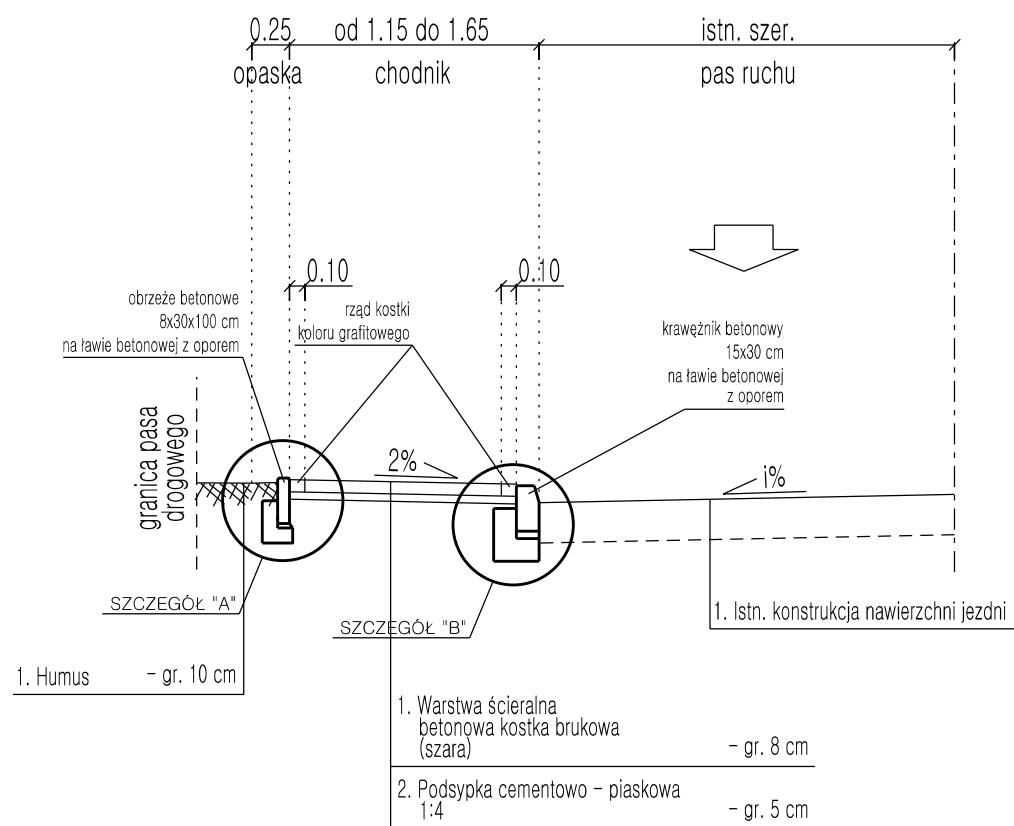 0.25
od 1.15 do 1.65
istn. szer.
opaska
chodnik
pas ruchu
0.10
0.10
obrzeże betonowe
8x30x100 cm
na ławie betonowej z oporem
rząd kostki
koloru grafitowego
krawężnik betonowy
15x30 cm
na ławie betonowej
z oporem
granica pasa
drogowego
2%
i%
SZCZEGÓŁ "A"
SZCZEGÓŁ "B"
1. Istn. konstrukcja nawierzchni jezdni
1. Humus – gr. 10 cm
1. Warstwa ścieralna
betonowa kostka brukowa
(szara) – gr. 8 cm
2. Podsypka cementowo – piaskowa
1:4 – gr. 5 cm